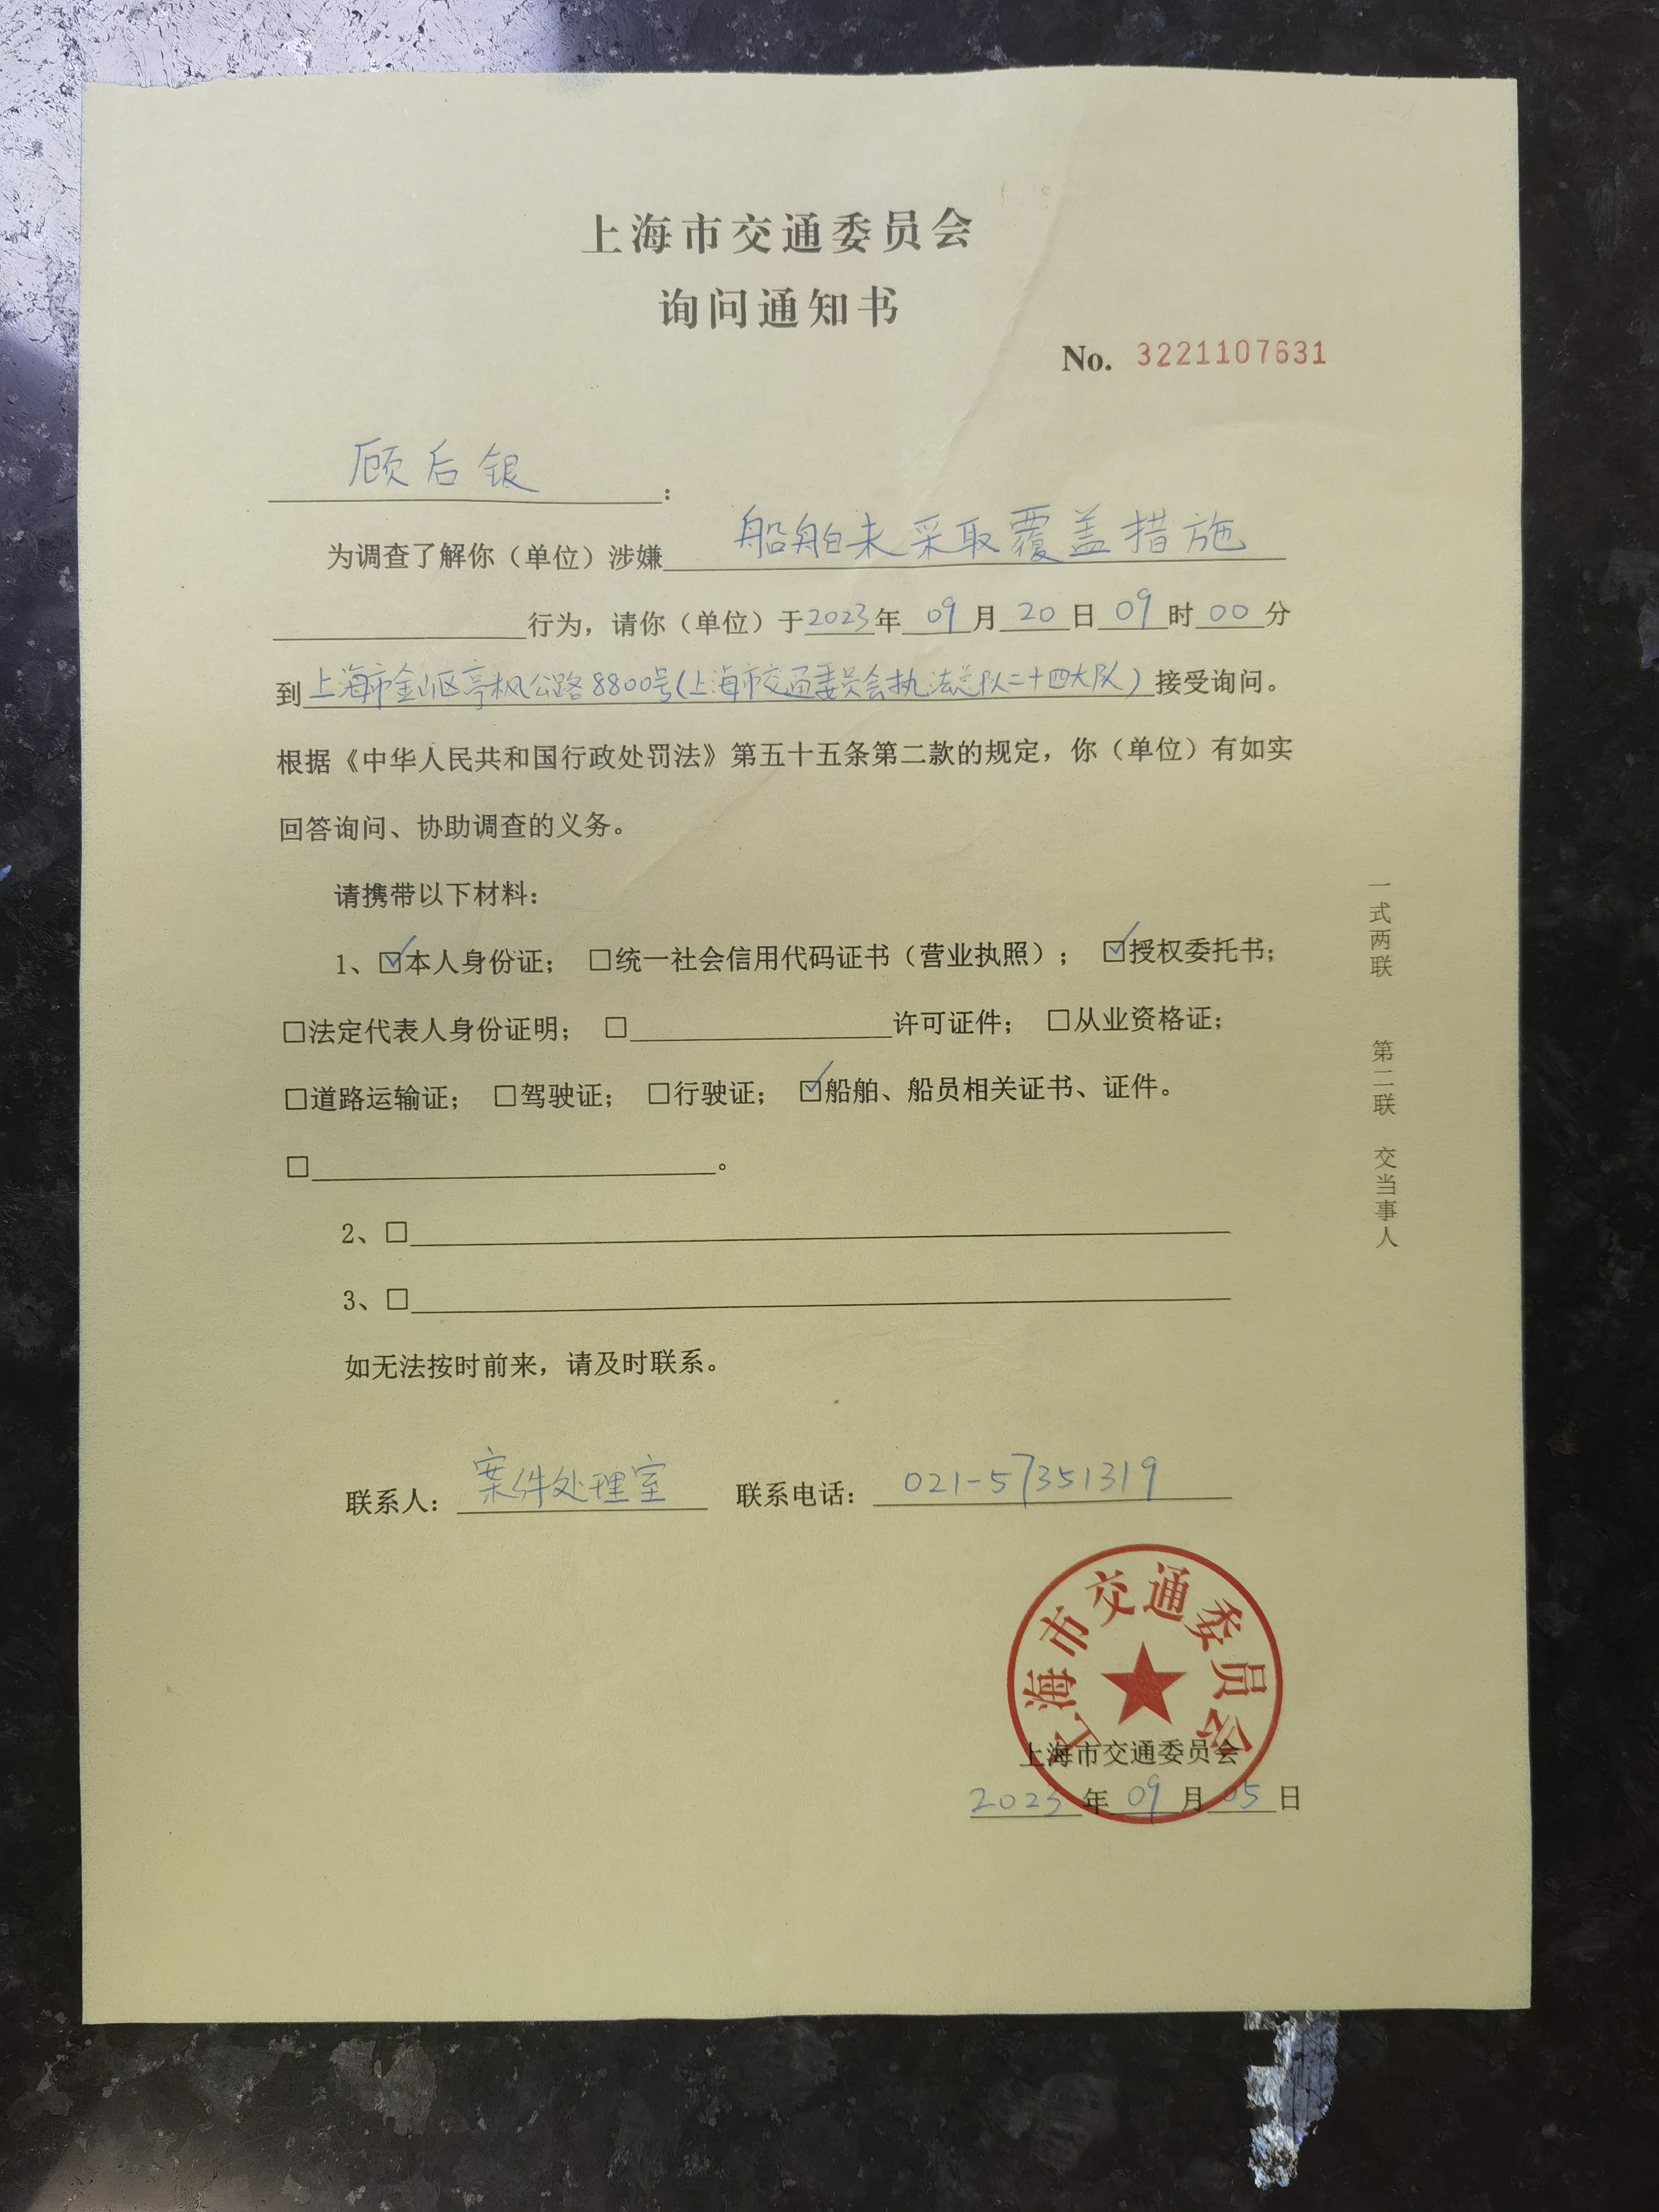 上海市交通委员会
询问通知书
No. 3221107631
顾后银：
为调查了解你（单位）涉嫌船舶未采取覆盖措施
行为，请你（单位）于2023年09月20日09时00分
到上海市金山区亭枫公路8800号(上海市交通委员会执法总队二十四大队)接受询问。
根据《中华人民共和国行政处罚法》第五十五条第二款的规定，你（单位）有如实
回答询问、协助调查的义务。
请携带以下材料：
1、☑本人身份证； □统一社会信用代码证书（营业执照）； ☑授权委托书；
□法定代表人身份证明； □__________许可证件； □从业资格证；
□道路运输证； □驾驶证； □行驶证； ☑船舶、船员相关证书、证件。
□__________。
2、□__________
3、□__________
如无法按时前来，请及时联系。
联系人：案件处理室 联系电话：021-57351319
上海市交通委员会
上海市交通委员会
2023年09月05日
一式两联 第二联 交当事人